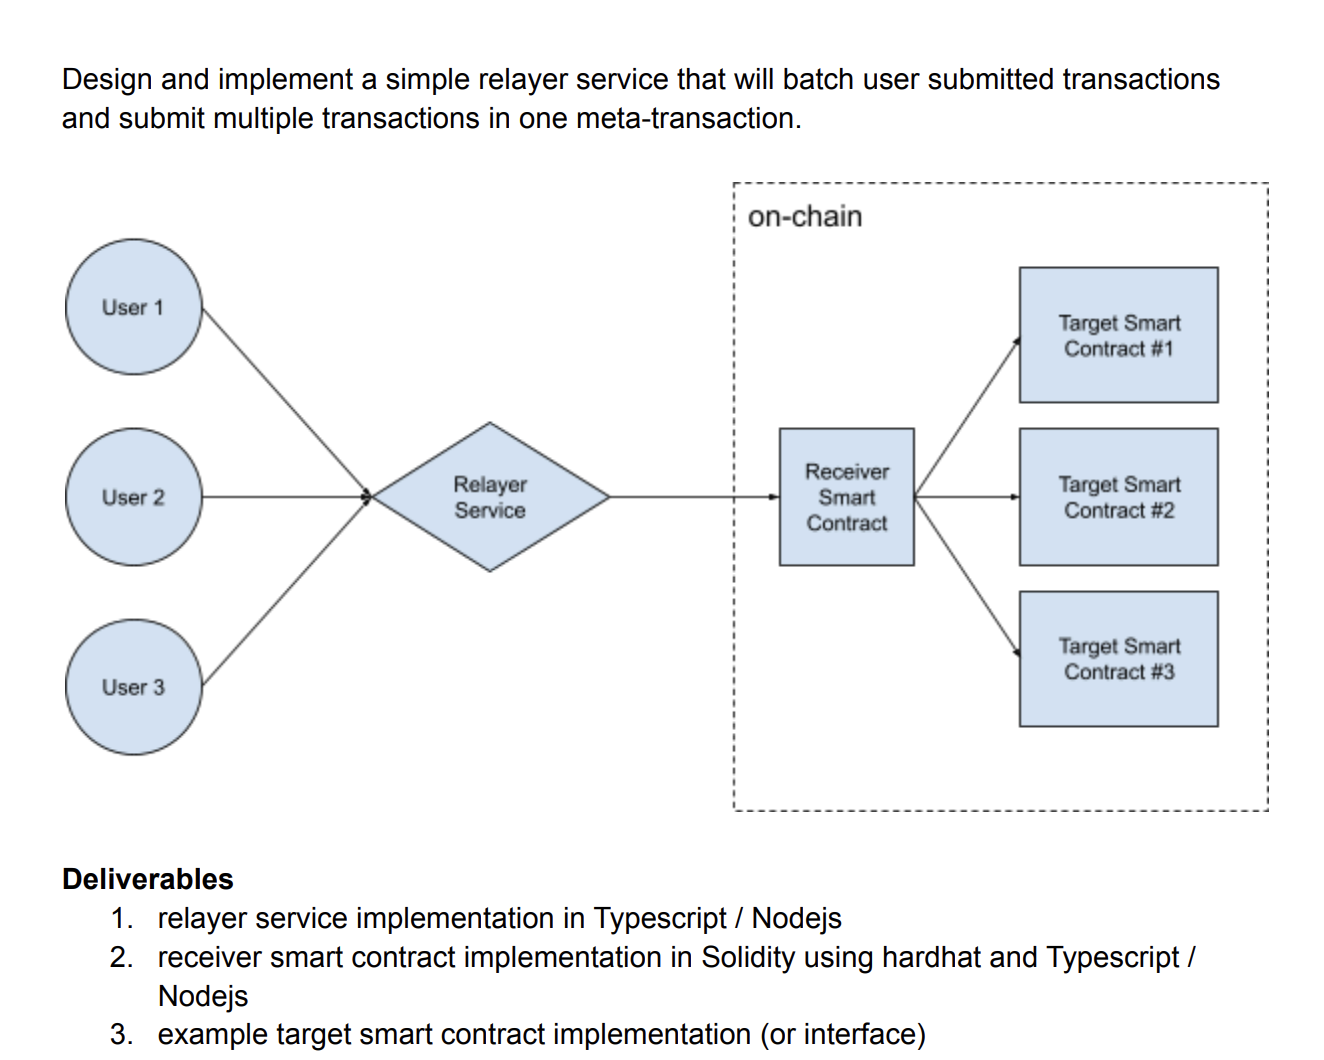 Design and implement a simple relayer service that will batch user submitted transactions
and submit multiple transactions in one meta-transaction.
on-chain
User 1
Target Smart
Contract #1
Relayer
Service
Receiver
Smart
Contract
User 2
Target Smart
Contract #2
User 3
Target Smart
Contract #3
Deliverables
1. relayer service implementation in Typescript / Nodejs
2. receiver smart contract implementation in Solidity using hardhat and Typescript /
Nodejs
3. example target smart contract implementation (or interface)